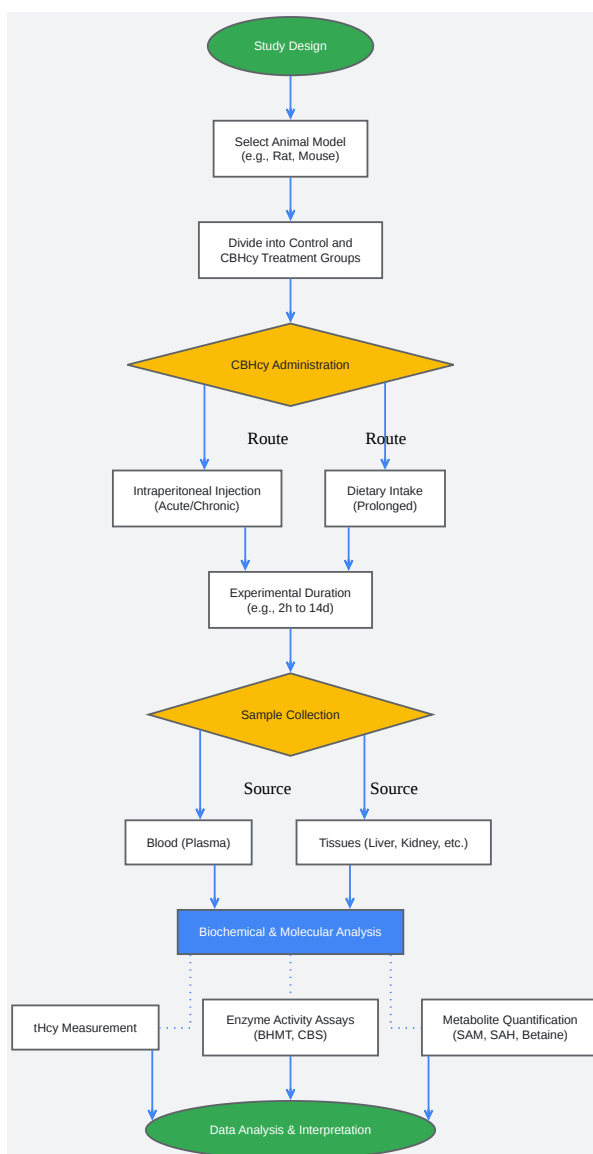 Study Design
Select Animal Model
(e.g., Rat, Mouse)
Divide into Control and
CBHcy Treatment Groups
CBHcy Administration
Route
Route
Intraperitoneal Injection
(Acute/Chronic)
Dietary Intake
(Prolonged)
Experimental Duration
(e.g., 2h to 14d)
Sample Collection
Source
Source
Blood (Plasma)
Tissues (Liver, Kidney, etc.)
Biochemical & Molecular Analysis
tHcy Measurement
Enzyme Activity Assays
(BHMT, CBS)
Metabolite Quantification
(SAM, SAH, Betaine)
Data Analysis & Interpretation